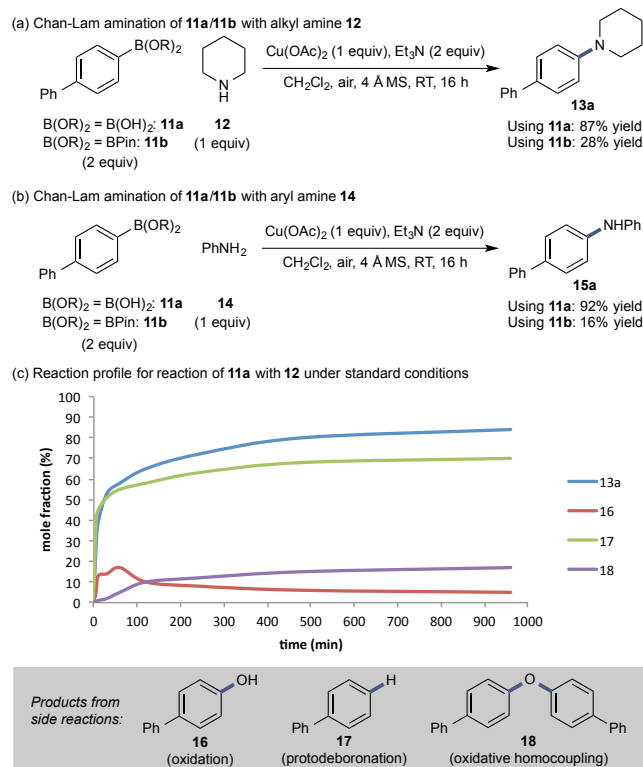 (a) Chan-Lam amination of 11a/11b with alkyl amine 12
B(OR)2
Ph
N
H
Cu(OAc)2 (1 equiv), Et3N (2 equiv)
CH2Cl2, air, 4 Å MS, RT, 16 h
N
Ph
B(OR)2 = B(OH)2: 11a
B(OR)2 = BPin: 11b
(2 equiv)
12
(1 equiv)
13a
Using 11a: 87% yield
Using 11b: 28% yield
(b) Chan-Lam amination of 11a/11b with aryl amine 14
B(OR)2
Ph
PhNH2
Cu(OAc)2 (1 equiv), Et3N (2 equiv)
CH2Cl2, air, 4 Å MS, RT, 16 h
NHPh
Ph
B(OR)2 = B(OH)2: 11a
B(OR)2 = BPin: 11b
(2 equiv)
14
(1 equiv)
15a
Using 11a: 92% yield
Using 11b: 16% yield
(c) Reaction profile for reaction of 11a with 12 under standard conditions
mole fraction (%)
100
90
80
70
60
50
40
30
20
10
0
0 100 200 300 400 500 600 700 800 900 1000
time (min)
13a
16
17
18
Products from
side reactions:
OH
Ph
16
(oxidation)
H
Ph
17
(protodeboronation)
O
Ph
Ph
18
(oxidative homocoupling)